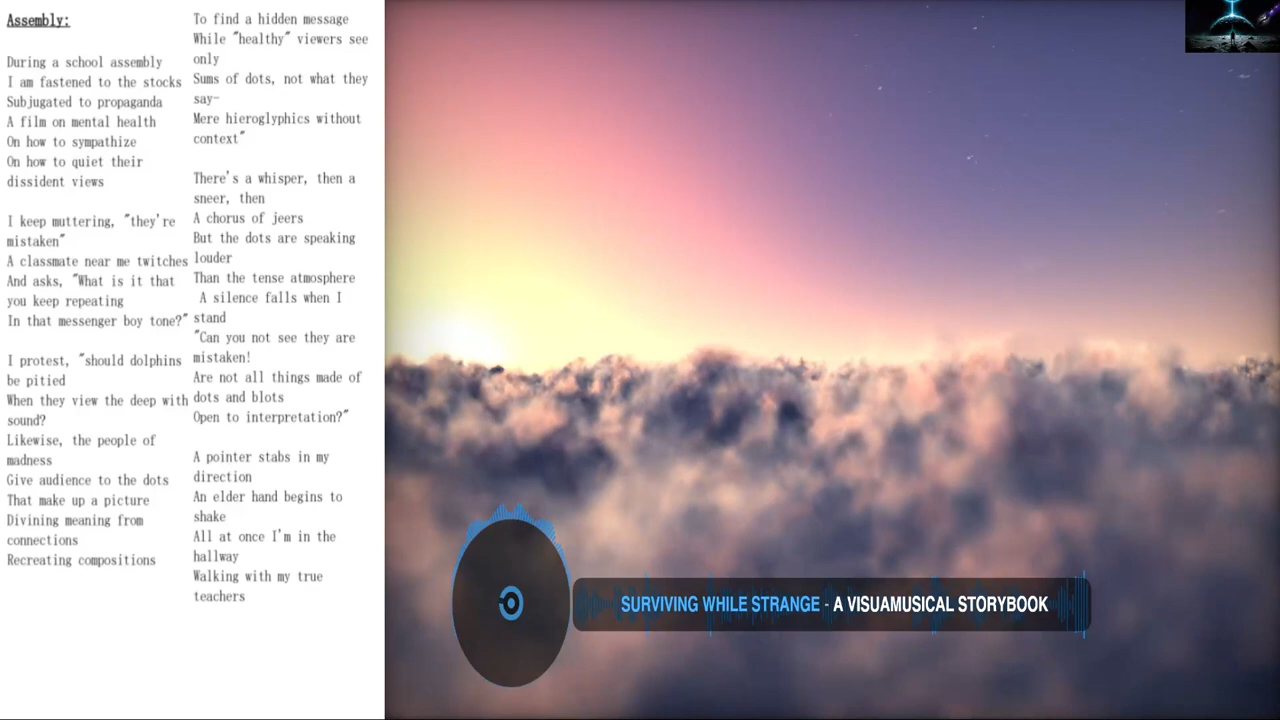 Assembly:
During a school assembly
I am fastened to the stocks
Subjugated to propaganda
A film on mental health
On how to sympathize
On how to quiet their
dissident views
I keep muttering, "they're
mistaken"
A classmate near me twitches
And asks, "What is it that
you keep repeating
In that messenger boy tone?"
I protest, "should dolphins
be pitied
When they view the deep with
sound?
Likewise, the people of
madness
Give audience to the dots
That make up a picture
Divining meaning from
connections
Recreating compositions
To find a hidden message
While "healthy" viewers see
only
Sums of dots, not what they
say-
Mere hieroglyphics without
context"
There's a whisper, then a
sneer, then
A chorus of jeers
But the dots are speaking
louder
Than the tense atmosphere
A silence falls when I
stand
"Can you not see they are
mistaken!
Are not all things made of
dots and blots
Open to interpretation?"
A pointer stabs in my
direction
An elder hand begins to
shake
All at once I'm in the
hallway
Walking with my true
teachers
SURVIVING WHILE STRANGE - A VISUAMUSICAL STORYBOOK